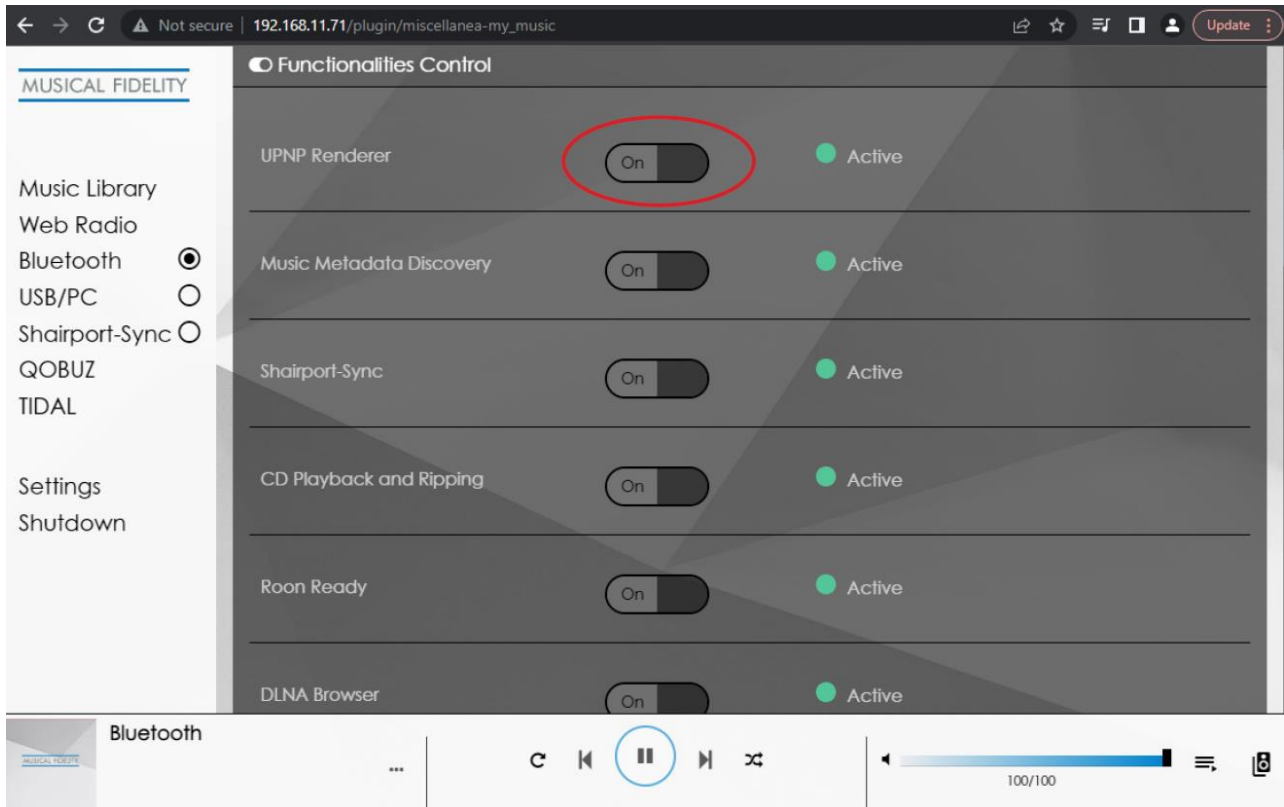 Not secure | 192.168.11.71/plugin/miscellanea-my_music
Update
MUSICAL FIDELITY
Music Library
Web Radio
Bluetooth
USB/PC
Shairport-Sync
QOBUZ
TIDAL
Settings
Shutdown
Functionalities Control
UPNP Renderer On Active
Music Metadata Discovery On Active
Shairport-Sync On Active
CD Playback and Ripping On Active
Roon Ready On Active
DLNA Browser On Active
MUSICAL FIDELITY
Bluetooth
100/100